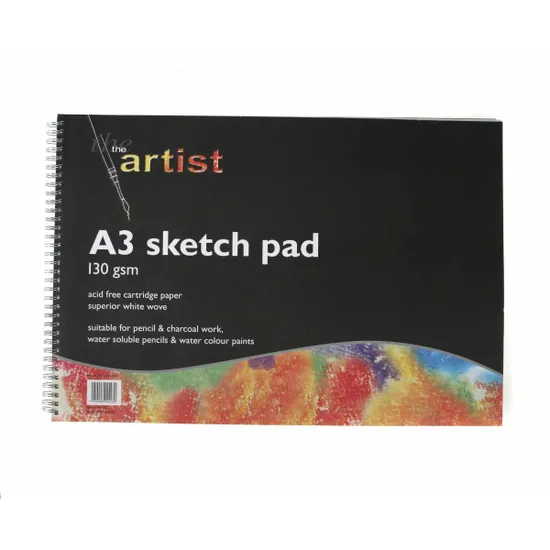 the
the
artist
A3 sketch pad
130 gsm
acid free cartridge paper
superior white wove
suitable for pencil & charcoal work,
water soluble pencils & water colour paints